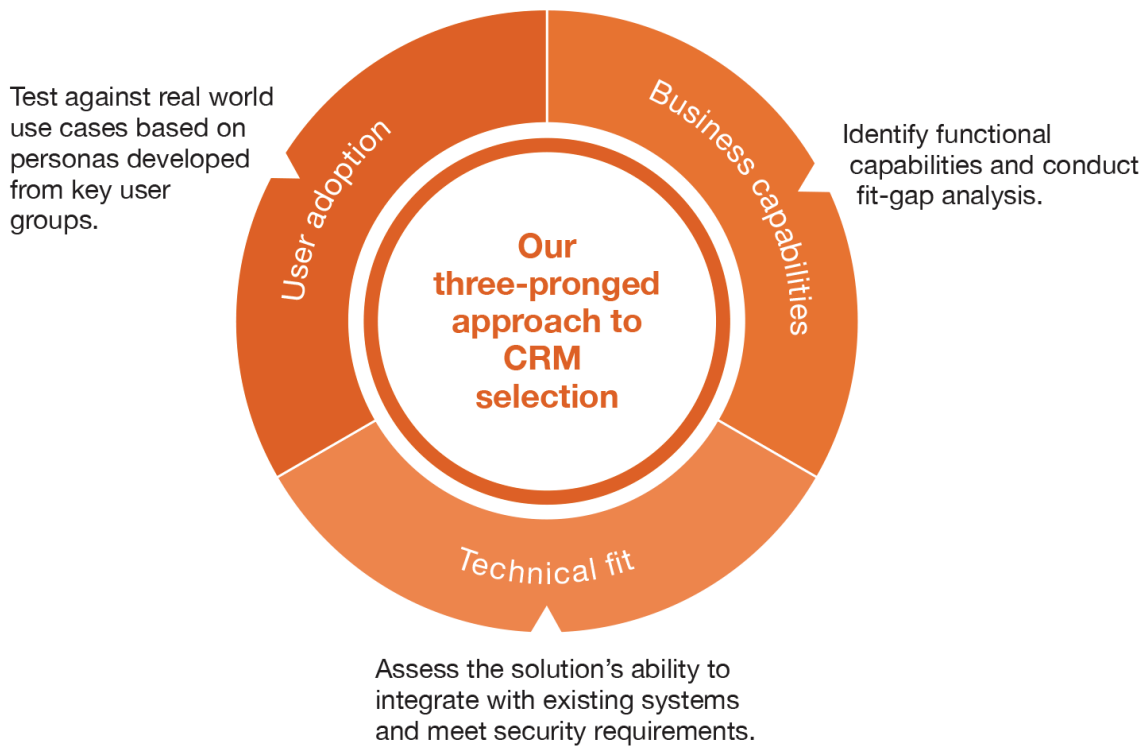 Our
three-pronged
approach to
CRM
selection
Business capabilities
Identify functional
capabilities and conduct
fit-gap analysis.
Technical fit
Assess the solution’s ability to
integrate with existing systems
and meet security requirements.
User adoption
Test against real world
use cases based on
personas developed
from key user
groups.